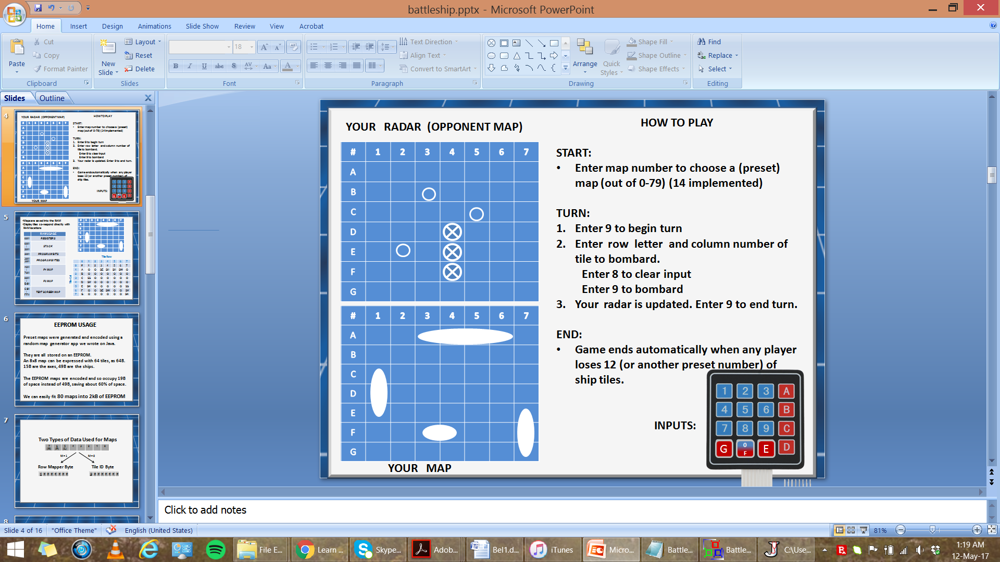 battleship.pptx - Microsoft PowerPoint
Home Insert Design Animations Slide Show Review View Acrobat
Paste
Cut
Copy
Format Painter
Clipboard
New Slide
Layout
Reset
Delete
Slides
18
Font
Text Direction
Align Text
Convert to SmartArt
Paragraph
Arrange
Quick Styles
Shape Fill
Shape Outline
Shape Effects
Drawing
Find
Replace
Select
Editing
Slides Outline
4
5
6
EEPROM USAGE
Preset maps were generated and encoded using a
random map generator app we wrote on Java.
They are all stored on an EEPROM.
An 8x8 map can be expressed with 64 tiles, as 64B.
15B are the axes, 49B are the ships.
The EEPROM maps are encoded and so occupy 19B
of space instead of 49B, saving about 60% of space.
We can easily fit 80 maps into 2kB of EEPROM
7
Two Types of Data Used for Maps
M=1 M=0
Row Mapper Byte Tile ID Byte
8
YOUR RADAR (OPPONENT MAP)
# 1 2 3 4 5 6 7
A
B
C
D
E
F
G
# 1 2 3 4 5 6 7
A
B
C
D
E
F
G
YOUR MAP
HOW TO PLAY
START:
• Enter map number to choose a (preset)
map (out of 0-79) (14 implemented)
TURN:
1. Enter 9 to begin turn
2. Enter row letter and column number of
tile to bombard.
Enter 8 to clear input
Enter 9 to bombard
3. Your radar is updated. Enter 9 to end turn.
END:
• Game ends automatically when any player
loses 12 (or another preset number) of
ship tiles.
INPUTS:
1 2 3 A
4 5 6 B
7 8 9 C
G 0 F E D
Click to add notes
Slide 4 of 16 "Office Theme" English (United States) 81%
File E... Learn ... Skype... Adob... Bel1.d... iTunes Micro... Battle... Battle... C:\Use...
1:19 AM
12-May-17